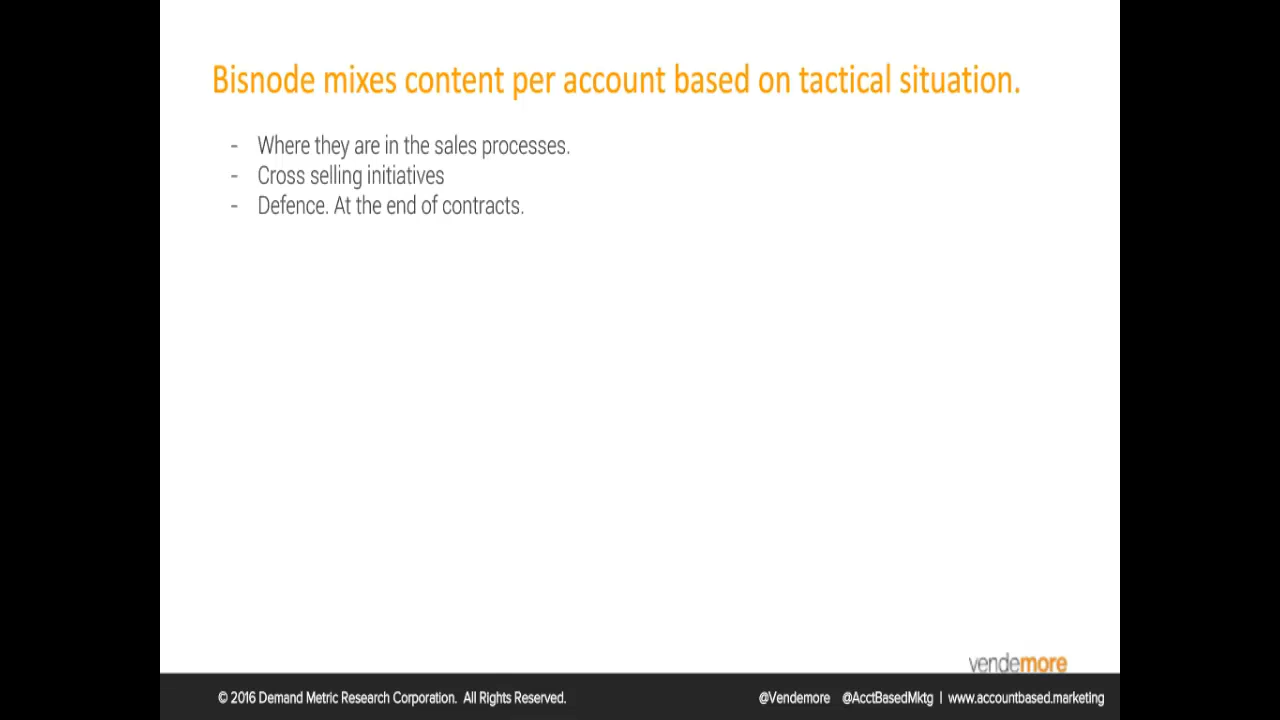 Bisnode mixes content per account based on tactical situation.
- Where they are in the sales processes.
- Cross selling initiatives
- Defence. At the end of contracts.
vendemore
© 2016 Demand Metric Research Corporation. All Rights Reserved.
@Vendemore @AcctBasedMktg | www.accountbased.marketing